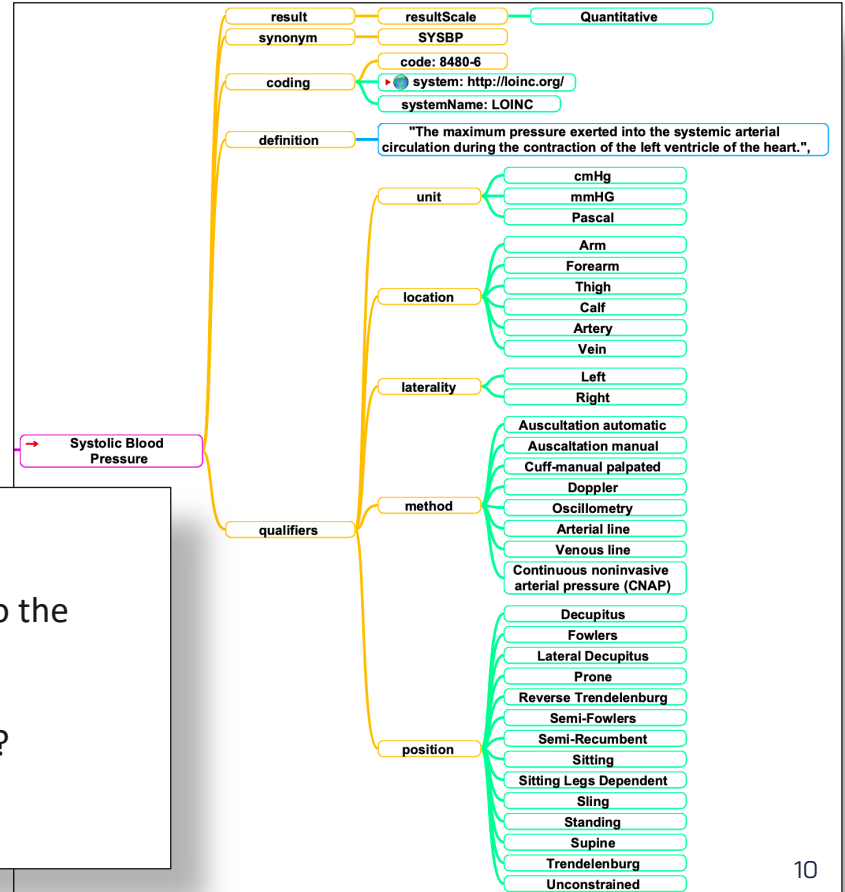 result
resultScale
Quantitative
synonym
SYSBP
coding
code: 8480-6
system: http://loinc.org/
systemName: LOINC
definition
"The maximum pressure exerted into the systemic arterial
circulation during the contraction of the left ventricle of the heart.",
Systolic Blood
Pressure
qualifiers
unit
cmHg
mmHG
Pascal
location
Arm
Forearm
Thigh
Calf
Artery
Vein
laterality
Left
Right
method
Auscultation automatic
Auscaltation manual
Cuff-manual palpated
Doppler
Oscillometry
Arterial line
Venous line
Continuous noninvasive
arterial pressure (CNAP)
position
Decupitus
Fowlers
Lateral Decupitus
Prone
Reverse Trendelenburg
Semi-Fowlers
Semi-Recumbent
Sitting
Sitting Legs Dependent
Sling
Standing
Supine
Trendelenburg
Unconstrained
the
?
10